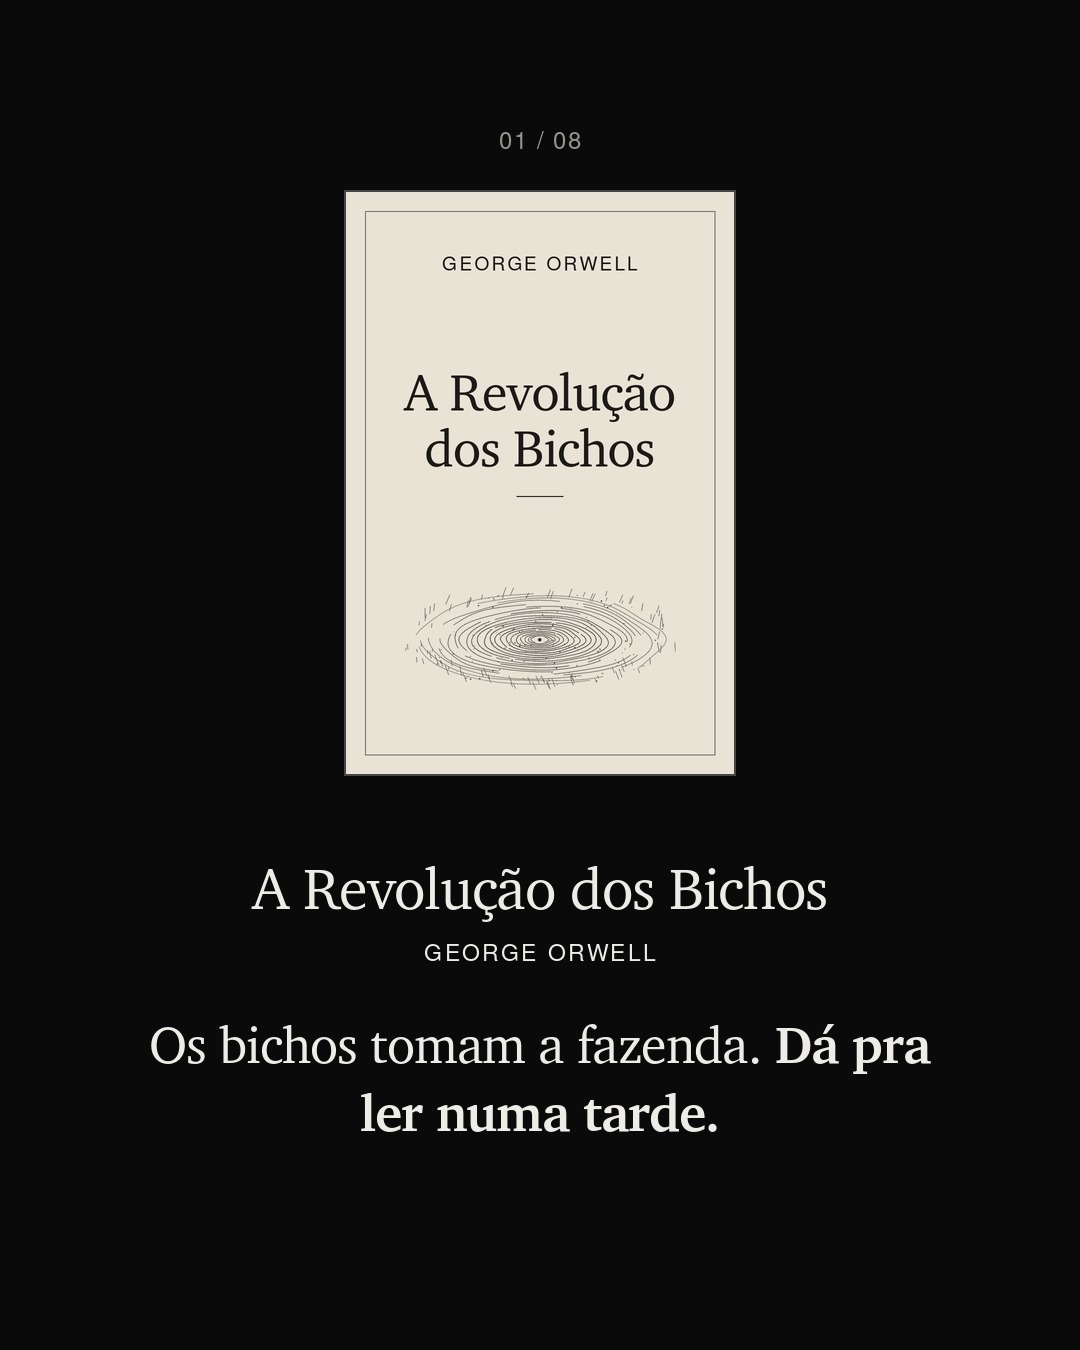 01 / 08
GEORGE ORWELL
A Revolução
dos Bichos
A Revolução dos Bichos
GEORGE ORWELL
Os bichos tomam a fazenda. Dá pra
ler numa tarde.